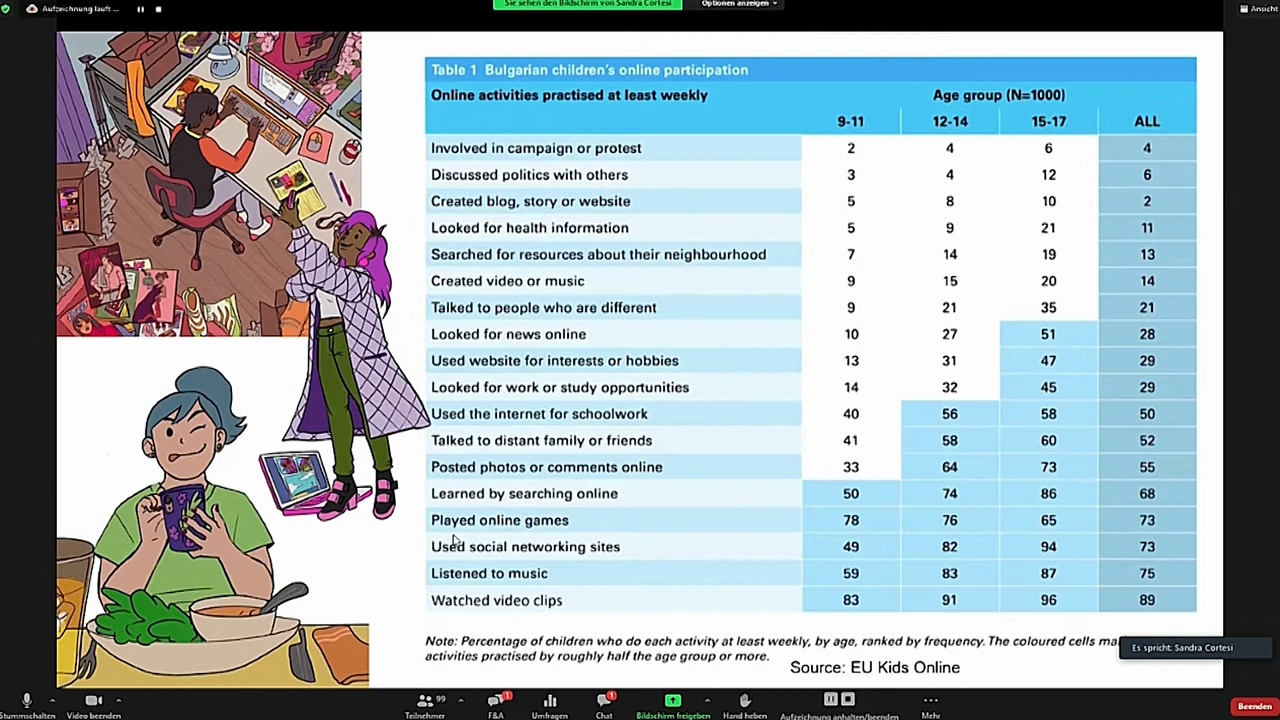 Aufzeichnung läuft ...
Sie sehen den Bildschirm von Sandra Cortesi
Optionen anzeigen
Ansicht
Table 1 Bulgarian children's online participation
Online activities practised at least weekly Age group (N=1000)
9-11 12-14 15-17 ALL
Involved in campaign or protest 2 4 6 4
Discussed politics with others 3 4 12 6
Created blog, story or website 5 8 10 2
Looked for health information 5 9 21 11
Searched for resources about their neighbourhood 7 14 19 13
Created video or music 9 15 20 14
Talked to people who are different 9 21 35 21
Looked for news online 10 27 51 28
Used website for interests or hobbies 13 31 47 29
Looked for work or study opportunities 14 32 45 29
Used the internet for schoolwork 40 56 58 50
Talked to distant family or friends 41 58 60 52
Posted photos or comments online 33 64 73 55
Learned by searching online 50 74 86 68
Played online games 78 76 65 73
Used social networking sites 49 82 94 73
Listened to music 59 83 87 75
Watched video clips 83 91 96 89
Note: Percentage of children who do each activity at least weekly, by age, ranked by frequency. The coloured cells
activities practised by roughly half the age group or more.
Source: EU Kids Online
Es spricht: Sandra Cortesi
99 1 1
Stummschalten Video beenden Teilnehmer F&A Umfragen Chat Bildschirm freigeben Hand heben Aufzeichnung anhalten/beenden Mehr
Beenden